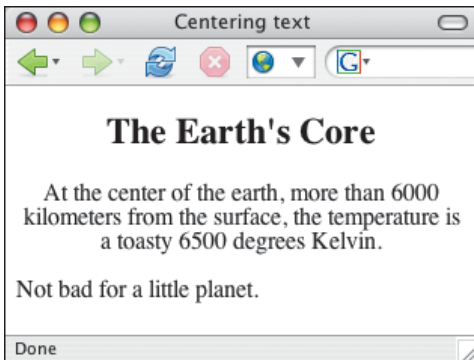 Centering text
G
The Earth's Core
At the center of the earth, more than 6000
kilometers from the surface, the temperature is
a toasty 6500 degrees Kelvin.
Not bad for a little planet.
Done